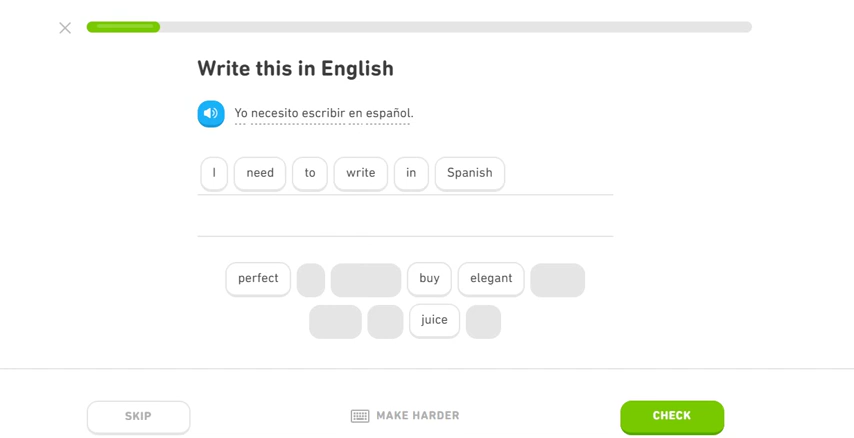 Write this in English
Yo necesito escribir en español.
I need to write in Spanish
perfect buy elegant
juice
SKIP MAKE HARDER CHECK